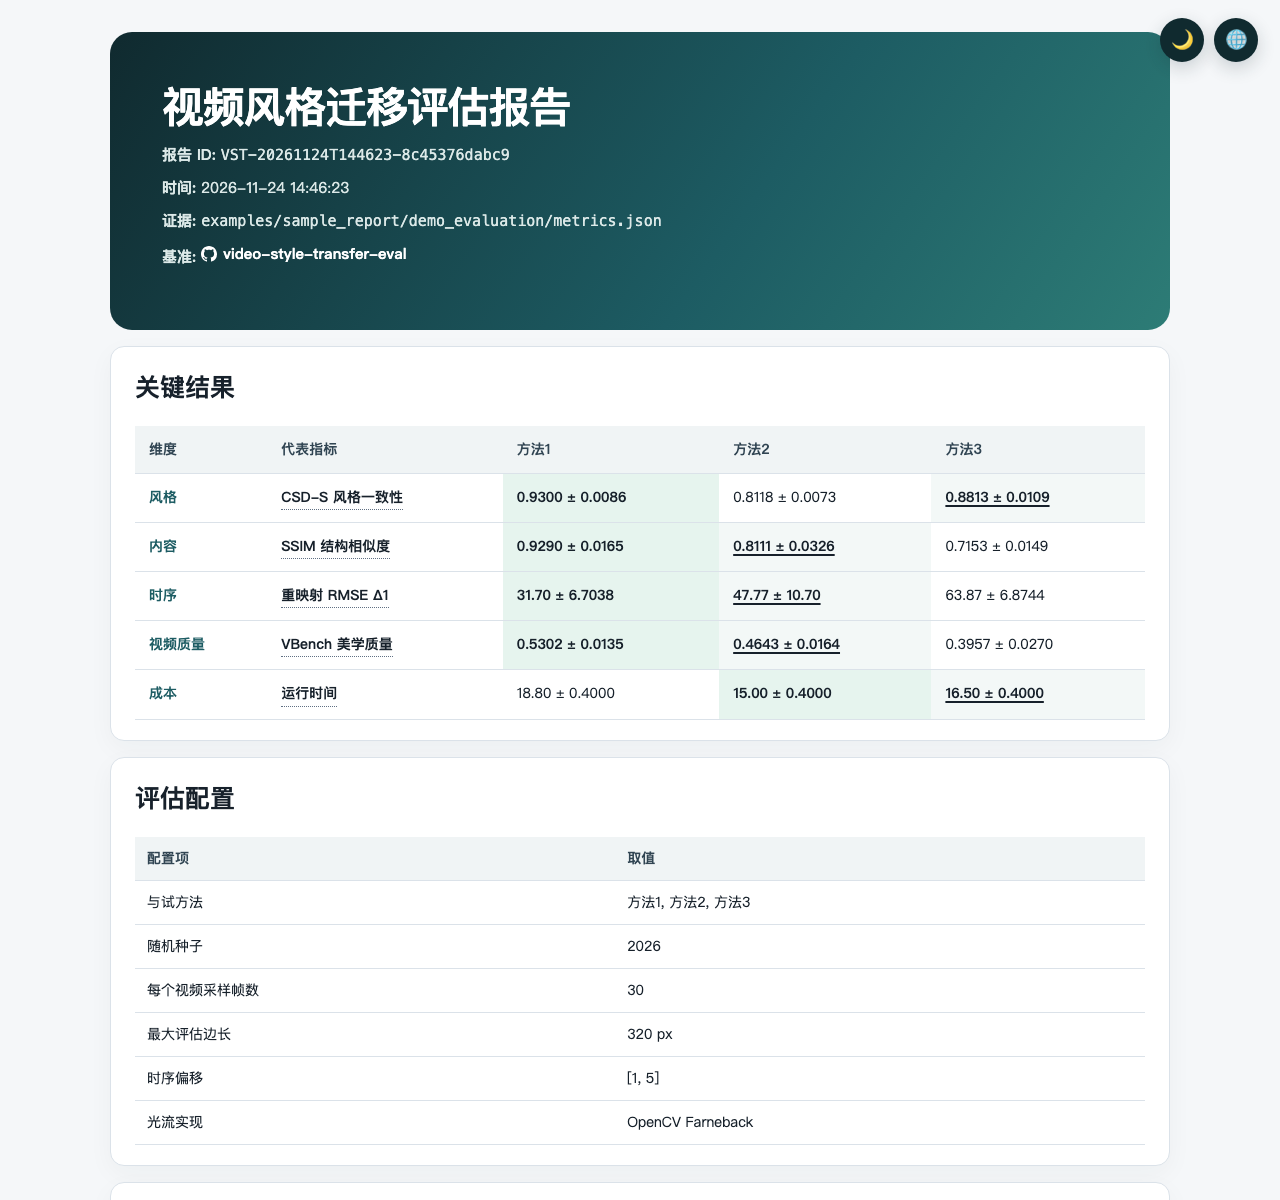 视频风格迁移评估报告
报告 ID: VST-20261124T144623-8c45376dabc9
时间: 2026-11-24 14:46:23
证据: examples/sample_report/demo_evaluation/metrics.json
基准: video-style-transfer-eval
关键结果
维度 代表指标 方法1 方法2 方法3
风格 CSD-S 风格一致性 0.9300 ± 0.0086 0.8118 ± 0.0073 0.8813 ± 0.0109
内容 SSIM 结构相似度 0.9290 ± 0.0165 0.8111 ± 0.0326 0.7153 ± 0.0149
时序 重映射 RMSE Δ1 31.70 ± 6.7038 47.77 ± 10.70 63.87 ± 6.8744
视频质量 VBench 美学质量 0.5302 ± 0.0135 0.4643 ± 0.0164 0.3957 ± 0.0270
成本 运行时间 18.80 ± 0.4000 15.00 ± 0.4000 16.50 ± 0.4000
评估配置
配置项 取值
与试方法 方法1, 方法2, 方法3
随机种子 2026
每个视频采样帧数 30
最大评估边长 320 px
时序偏移 [1, 5]
光流实现 OpenCV Farneback